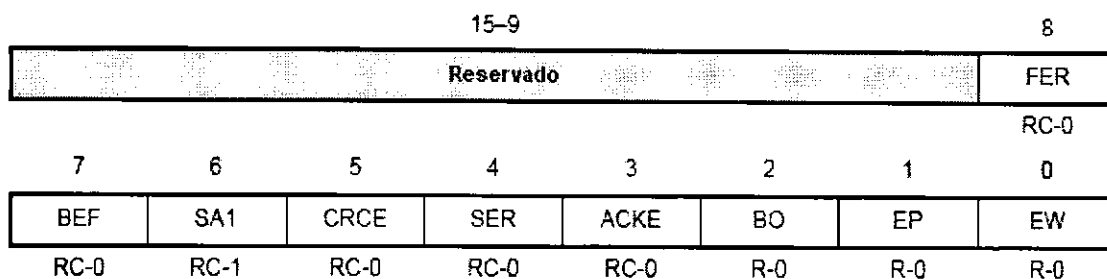 15–9 8
Reservado FER
RC-0
7 6 5 4 3 2 1 0
BEF SA1 CRCE SER ACKE BO EP EW
RC-0 RC-1 RC-0 RC-0 RC-0 R-0 R-0 R-0